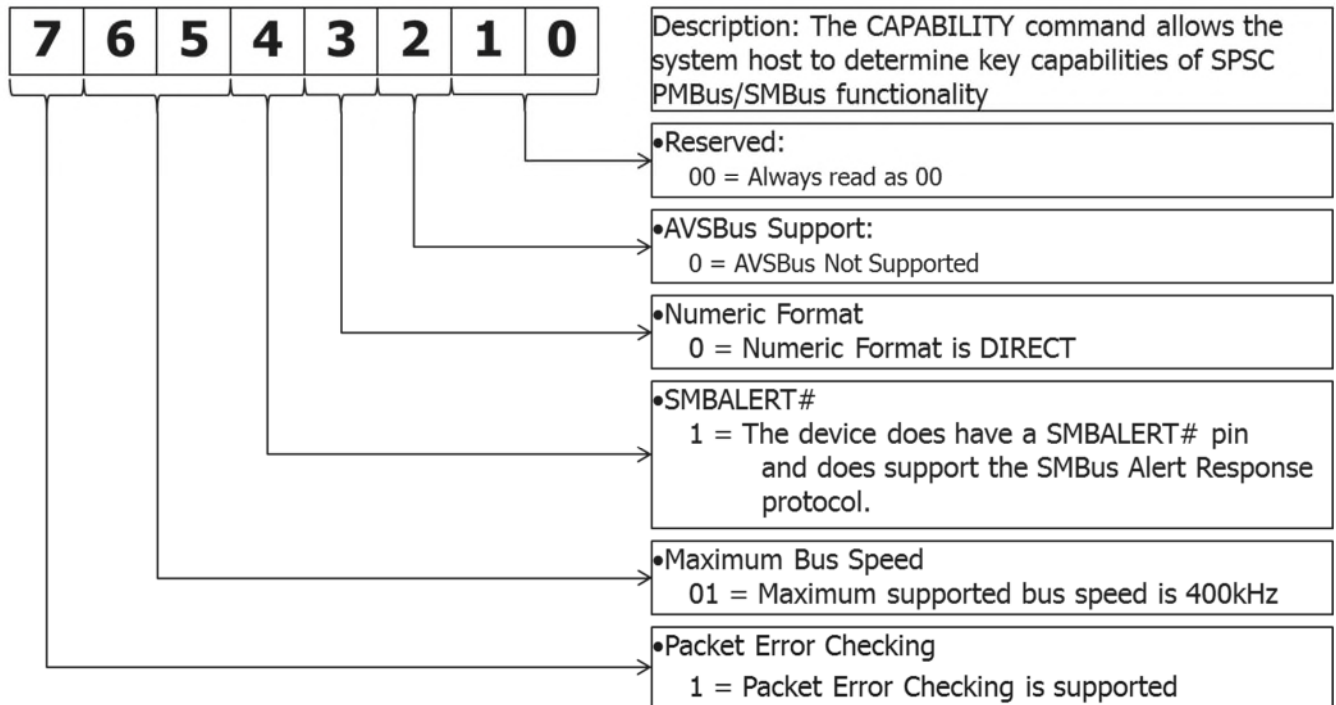 7 6 5 4 3 2 1 0
Description: The CAPABILITY command allows the
system host to determine key capabilities of SPSC
PMBus/SMBus functionality
•Reserved:
00 = Always read as 00
•AVSBus Support:
0 = AVSBus Not Supported
•Numeric Format
0 = Numeric Format is DIRECT
•SMBALERT#
1 = The device does have a SMBALERT# pin
and does support the SMBus Alert Response
protocol.
•Maximum Bus Speed
01 = Maximum supported bus speed is 400kHz
•Packet Error Checking
1 = Packet Error Checking is supported